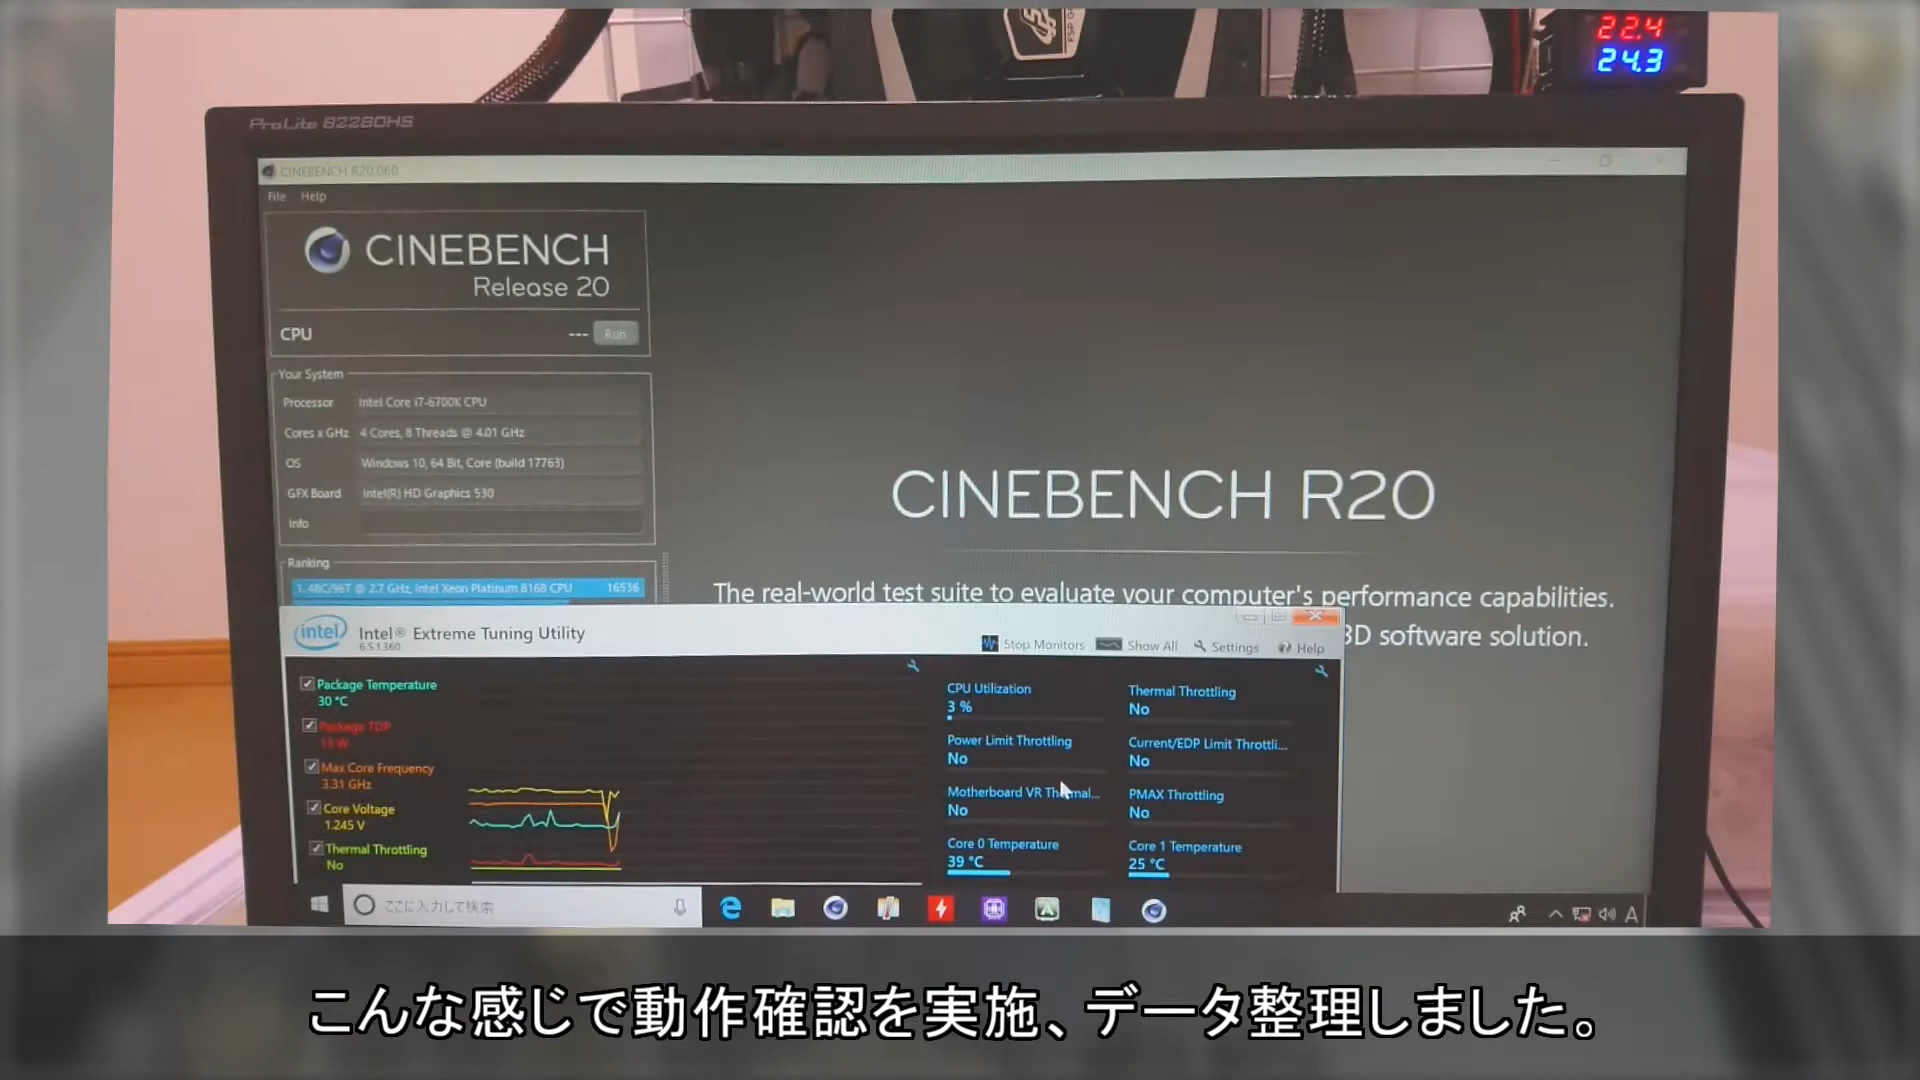 22.4
24.3
FSP G
ProLite B2280HS
CINEBENCH R20.060
File Help
CINEBENCH
Release 20
CPU --- Run
Your System
Processor Intel Core i7-6700K CPU
Cores x GHz 4 Cores, 8 Threads @ 4.01 GHz
OS Windows 10, 64 Bit, Core (build 17763)
GFX Board Intel(R) HD Graphics 530
Info
Ranking
1. 48C/96T @ 2.7 GHz, Intel Xeon Platinum 8168 CPU 16536
CINEBENCH R20
The real-world test suite to evaluate your computer's performance capabilities.
3D software solution.
intel Intel® Extreme Tuning Utility
6.5.1.360
Stop Monitors Show All Settings Help
Package Temperature
30 °C
Package TDP
13 W
Max Core Frequency
3.31 GHz
Core Voltage
1.245 V
Thermal Throttling
No
CPU Utilization
3 %
Thermal Throttling
No
Power Limit Throttling
No
Current/EDP Limit Throttli...
No
Motherboard VR Thermal...
No
PMAX Throttling
No
Core 0 Temperature
39 °C
Core 1 Temperature
25 °C
ここに入力して検索
A
こんな感じで動作確認を実施、データ整理しました。